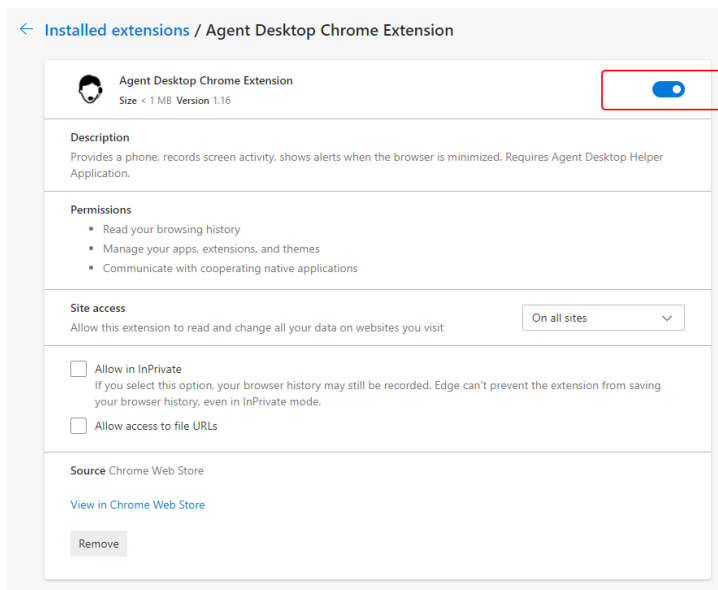 Installed extensions / Agent Desktop Chrome Extension
Agent Desktop Chrome Extension
Size < 1 MB Version 1.16
Description
Provides a phone, records screen activity, shows alerts when the browser is minimized. Requires Agent Desktop Helper
Application.
Permissions
Read your browsing history
Manage your apps, extensions, and themes
Communicate with cooperating native applications
Site access
Allow this extension to read and change all your data on websites you visit
On all sites
Allow in InPrivate
If you select this option, your browser history may still be recorded. Edge can't prevent the extension from saving
your browser history, even in InPrivate mode.
Allow access to file URLs
Source Chrome Web Store
View in Chrome Web Store
Remove